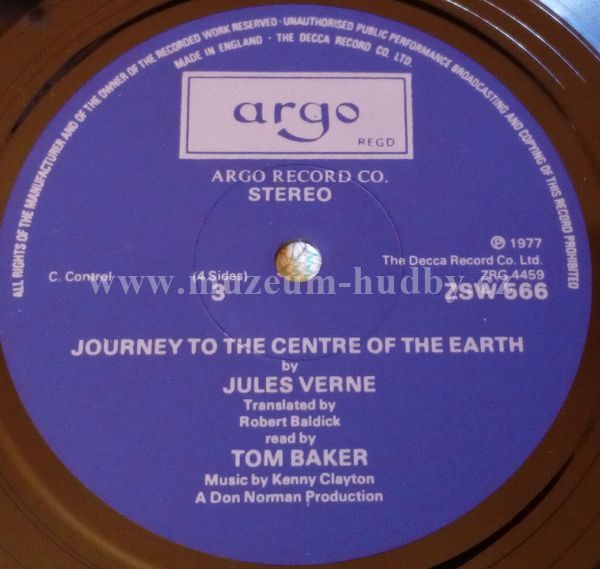 ALL RIGHTS OF THE MANUFACTURER AND OF THE OWNER OF THE RECORDED WORK RESERVED · UNAUTHORISED PUBLIC PERFORMANCE BROADCASTING AND COPYING OF THIS RECORD PROHIBITED
MADE IN ENGLAND · THE DECCA RECORD CO. LTD.
argo
REGD
ARGO RECORD CO.
STEREO
℗ 1977
The Decca Record Co. Ltd.
C. Control (4 Sides) ZRG 4459
www.muzeum-hudby.cz
3 ZSW 566
JOURNEY TO THE CENTRE OF THE EARTH
by
JULES VERNE
Translated by
Robert Baldick
read by
TOM BAKER
Music by Kenny Clayton
A Don Norman Production